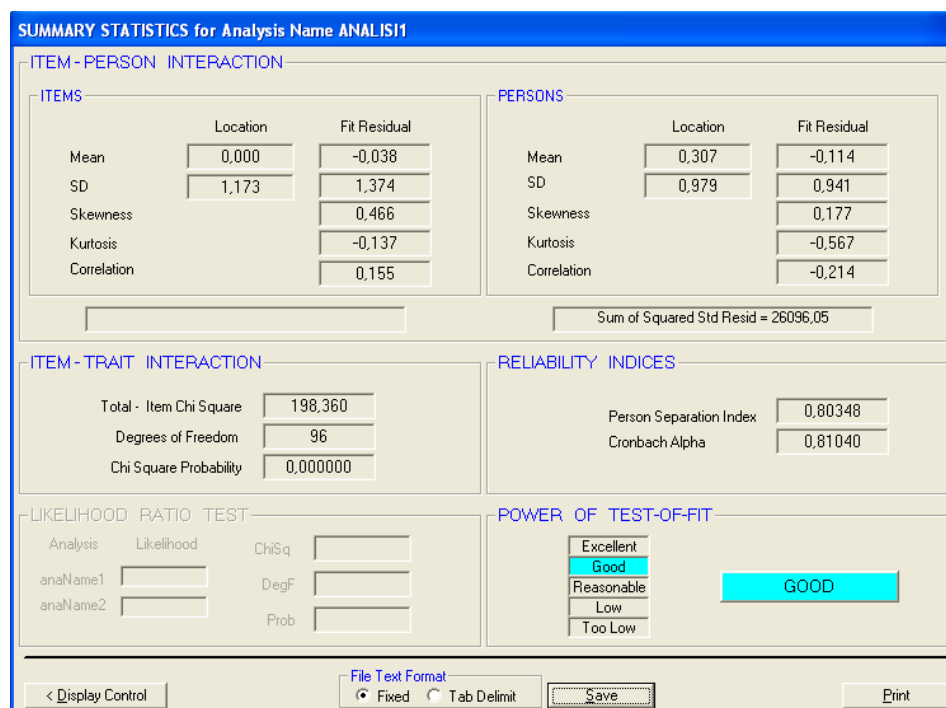 SUMMARY STATISTICS for Analysis Name ANALISI1
ITEM-PERSON INTERACTION
ITEMS
Location Fit Residual
Mean 0,000 -0,038
SD 1,173 1,374
Skewness 0,466
Kurtosis -0,137
Correlation 0,155
PERSONS
Location Fit Residual
Mean 0,307 -0,114
SD 0,979 0,941
Skewness 0,177
Kurtosis -0,567
Correlation -0,214
Sum of Squared Std Resid = 26096,05
ITEM-TRAIT INTERACTION
Total - Item Chi Square 198,360
Degrees of Freedom 96
Chi Square Probability 0,000000
RELIABILITY INDICES
Person Separation Index 0,80348
Cronbach Alpha 0,81040
LIKELIHOOD RATIO TEST
Analysis Likelihood
anaName1
anaName2
ChiSq
DegF
Prob
POWER OF TEST-OF-FIT
Excellent
Good
Reasonable
Low
Too Low
GOOD
< Display Control
File Text Format
Fixed Tab Delimit
Save
Print